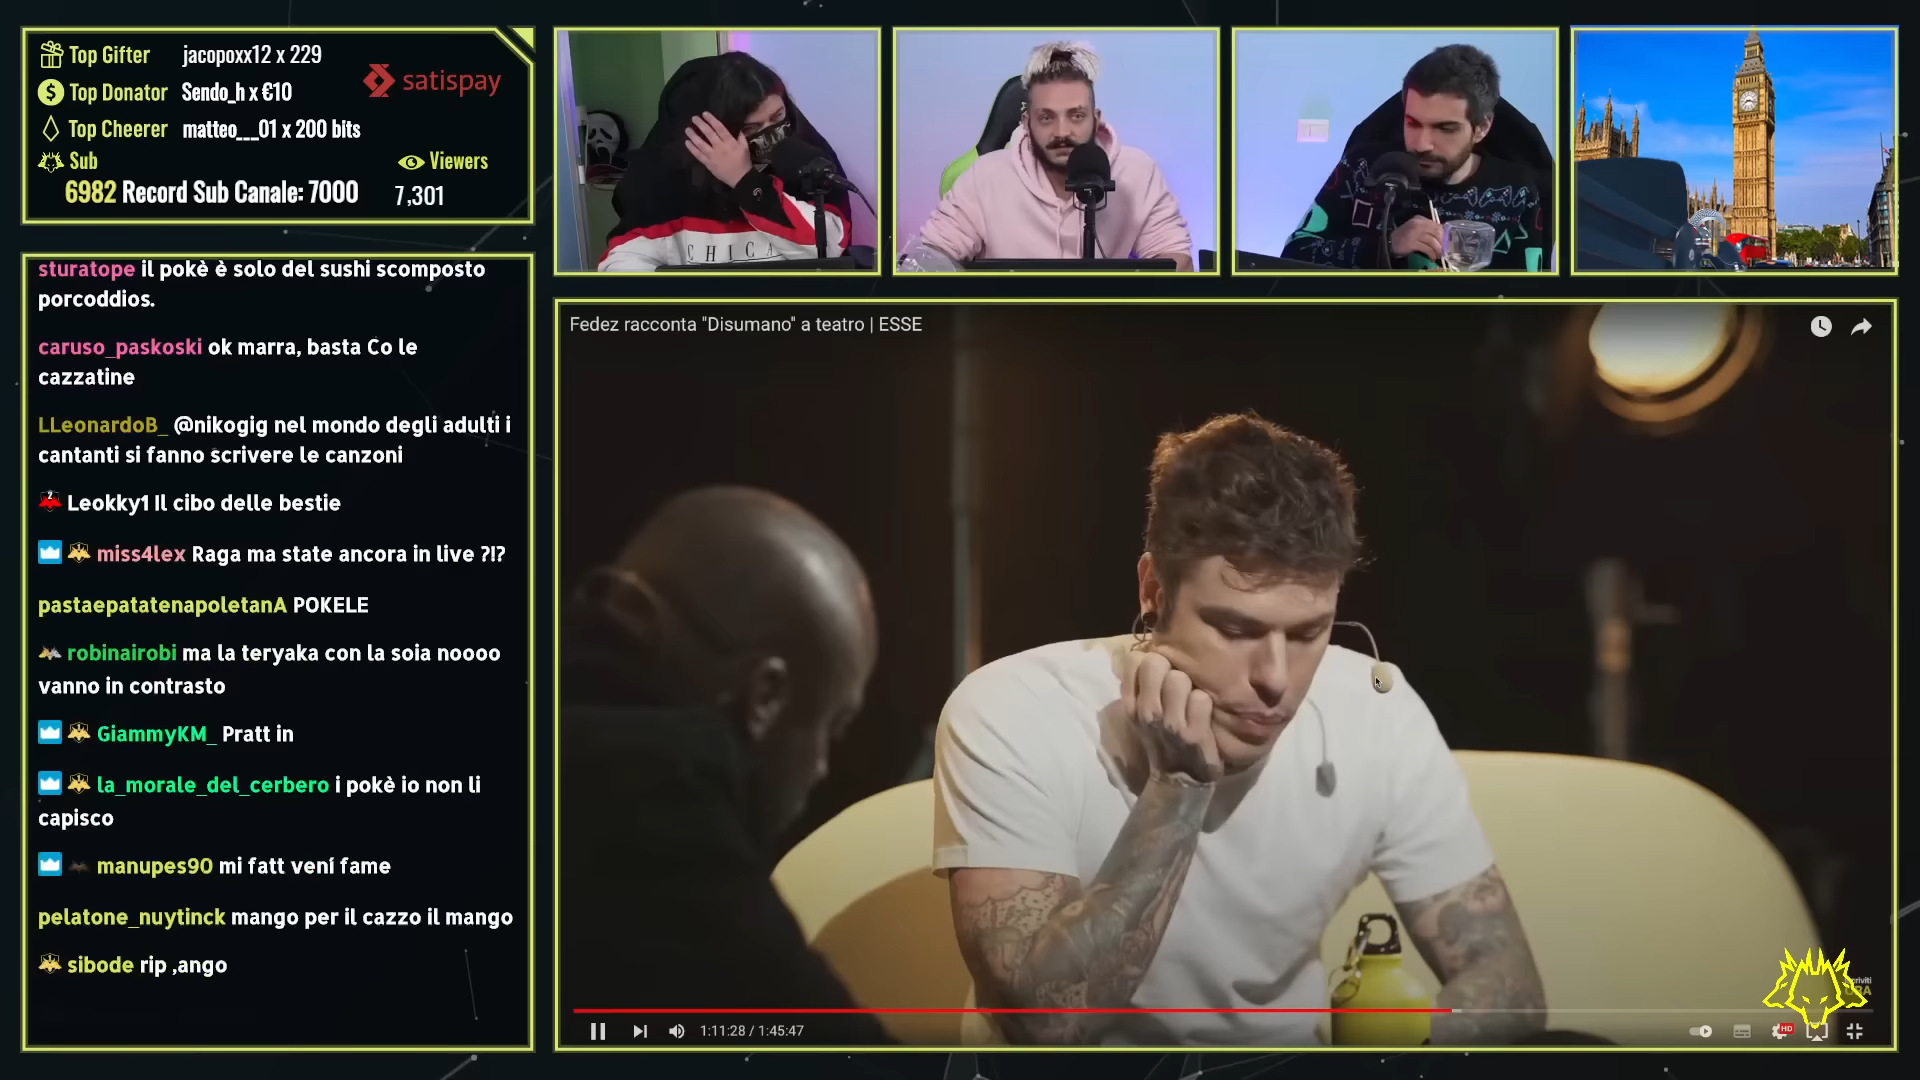 Top Gifter jacopoxx12 x 229
satispay
Top Donator Sendo_h x €10
Top Cheerer matteo___01 x 200 bits
Sub
Viewers
6982 Record Sub Canale: 7000
7,301
sturatope il pokè è solo del sushi scomposto
porcoddios.
caruso_paskoski ok marra, basta Co le
cazzatine
LLeonardoB_ @nikogig nel mondo degli adulti i
cantanti si fanno scrivere le canzoni
2
Leokky1 Il cibo delle bestie
miss4lex Raga ma state ancora in live ?!?
pastaepatatenapoletanA POKELE
robinairobi ma la teryaka con la soia noooo
vanno in contrasto
GiammyKM_ Pratt in
la_morale_del_cerbero i pokè io non li
capisco
manupes90 mi fatt vení fame
pelatone_nuytinck mango per il cazzo il mango
sibode rip ,ango
CHICA
Fedez racconta "Disumano" a teatro | ESSE
1:11:28 / 1:45:47
HD